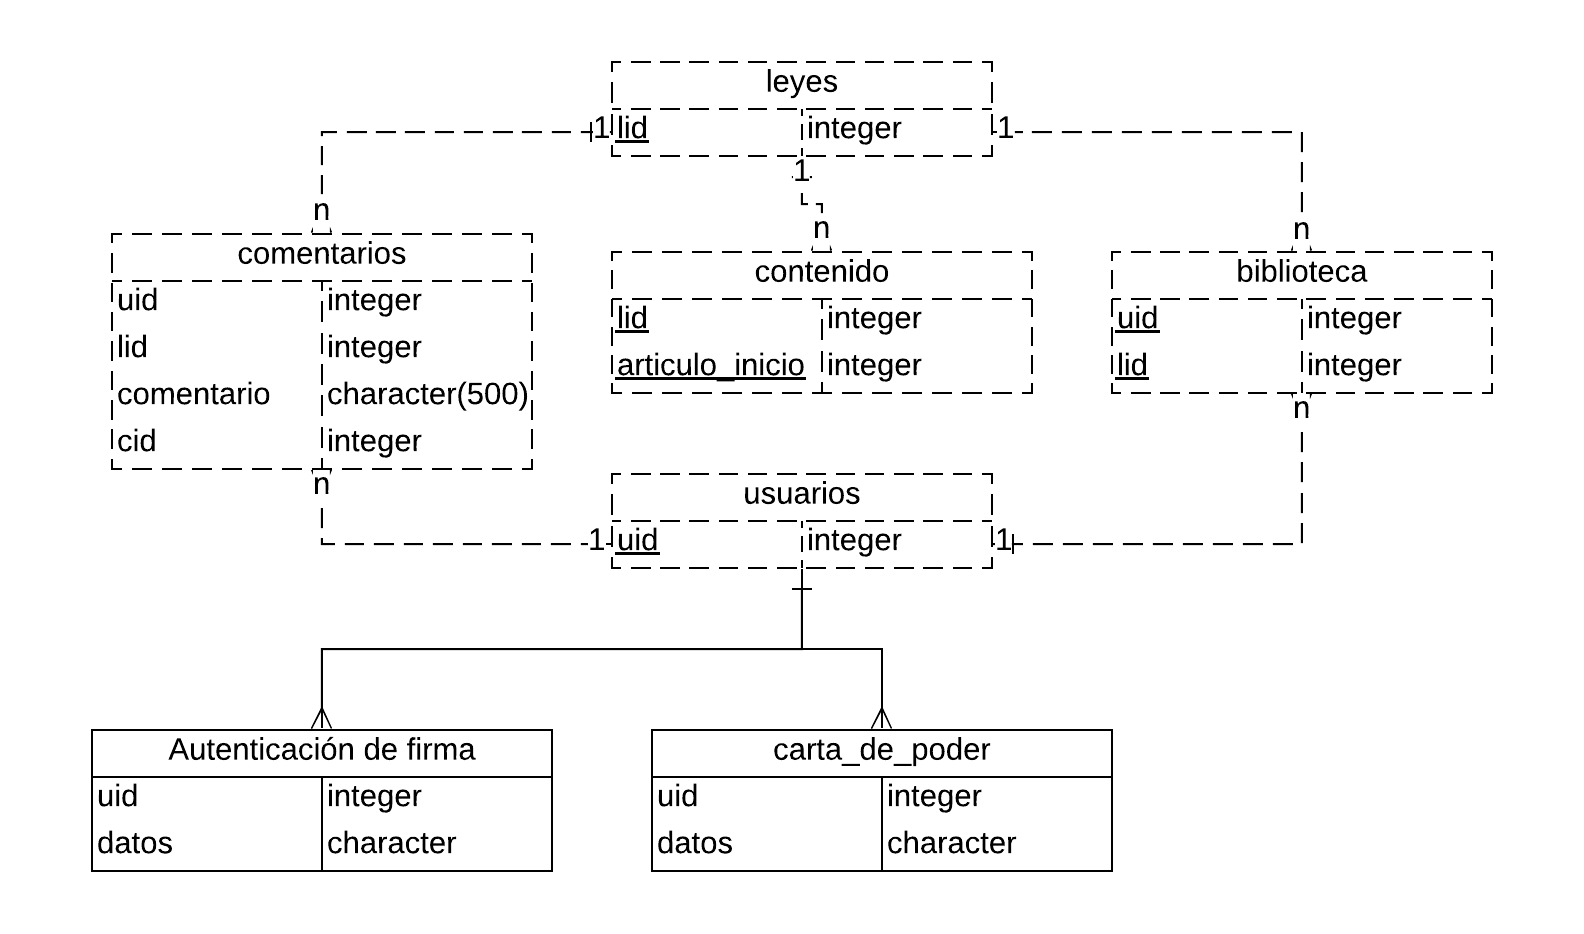 leyes
1 lid integer 1
1
n
n
n
comentarios
uid integer
lid integer
comentario character(500)
cid integer
n
contenido
lid integer
articulo_inicio integer
biblioteca
uid integer
lid integer
n
usuarios
1 uid integer 1
Autenticación de firma
uid integer
datos character
carta_de_poder
uid integer
datos character